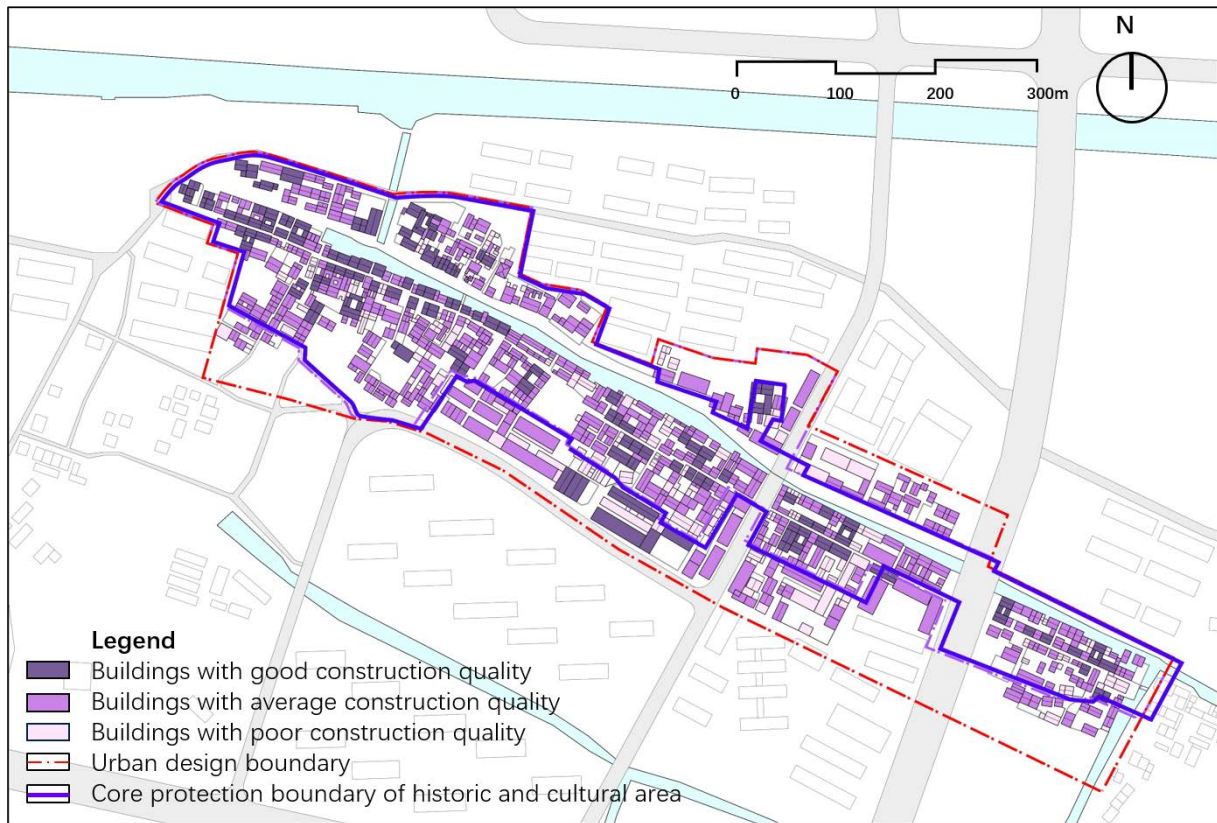 N
0 100 200 300m
Legend
Buildings with good construction quality
Buildings with average construction quality
Buildings with poor construction quality
Urban design boundary
Core protection boundary of historic and cultural area